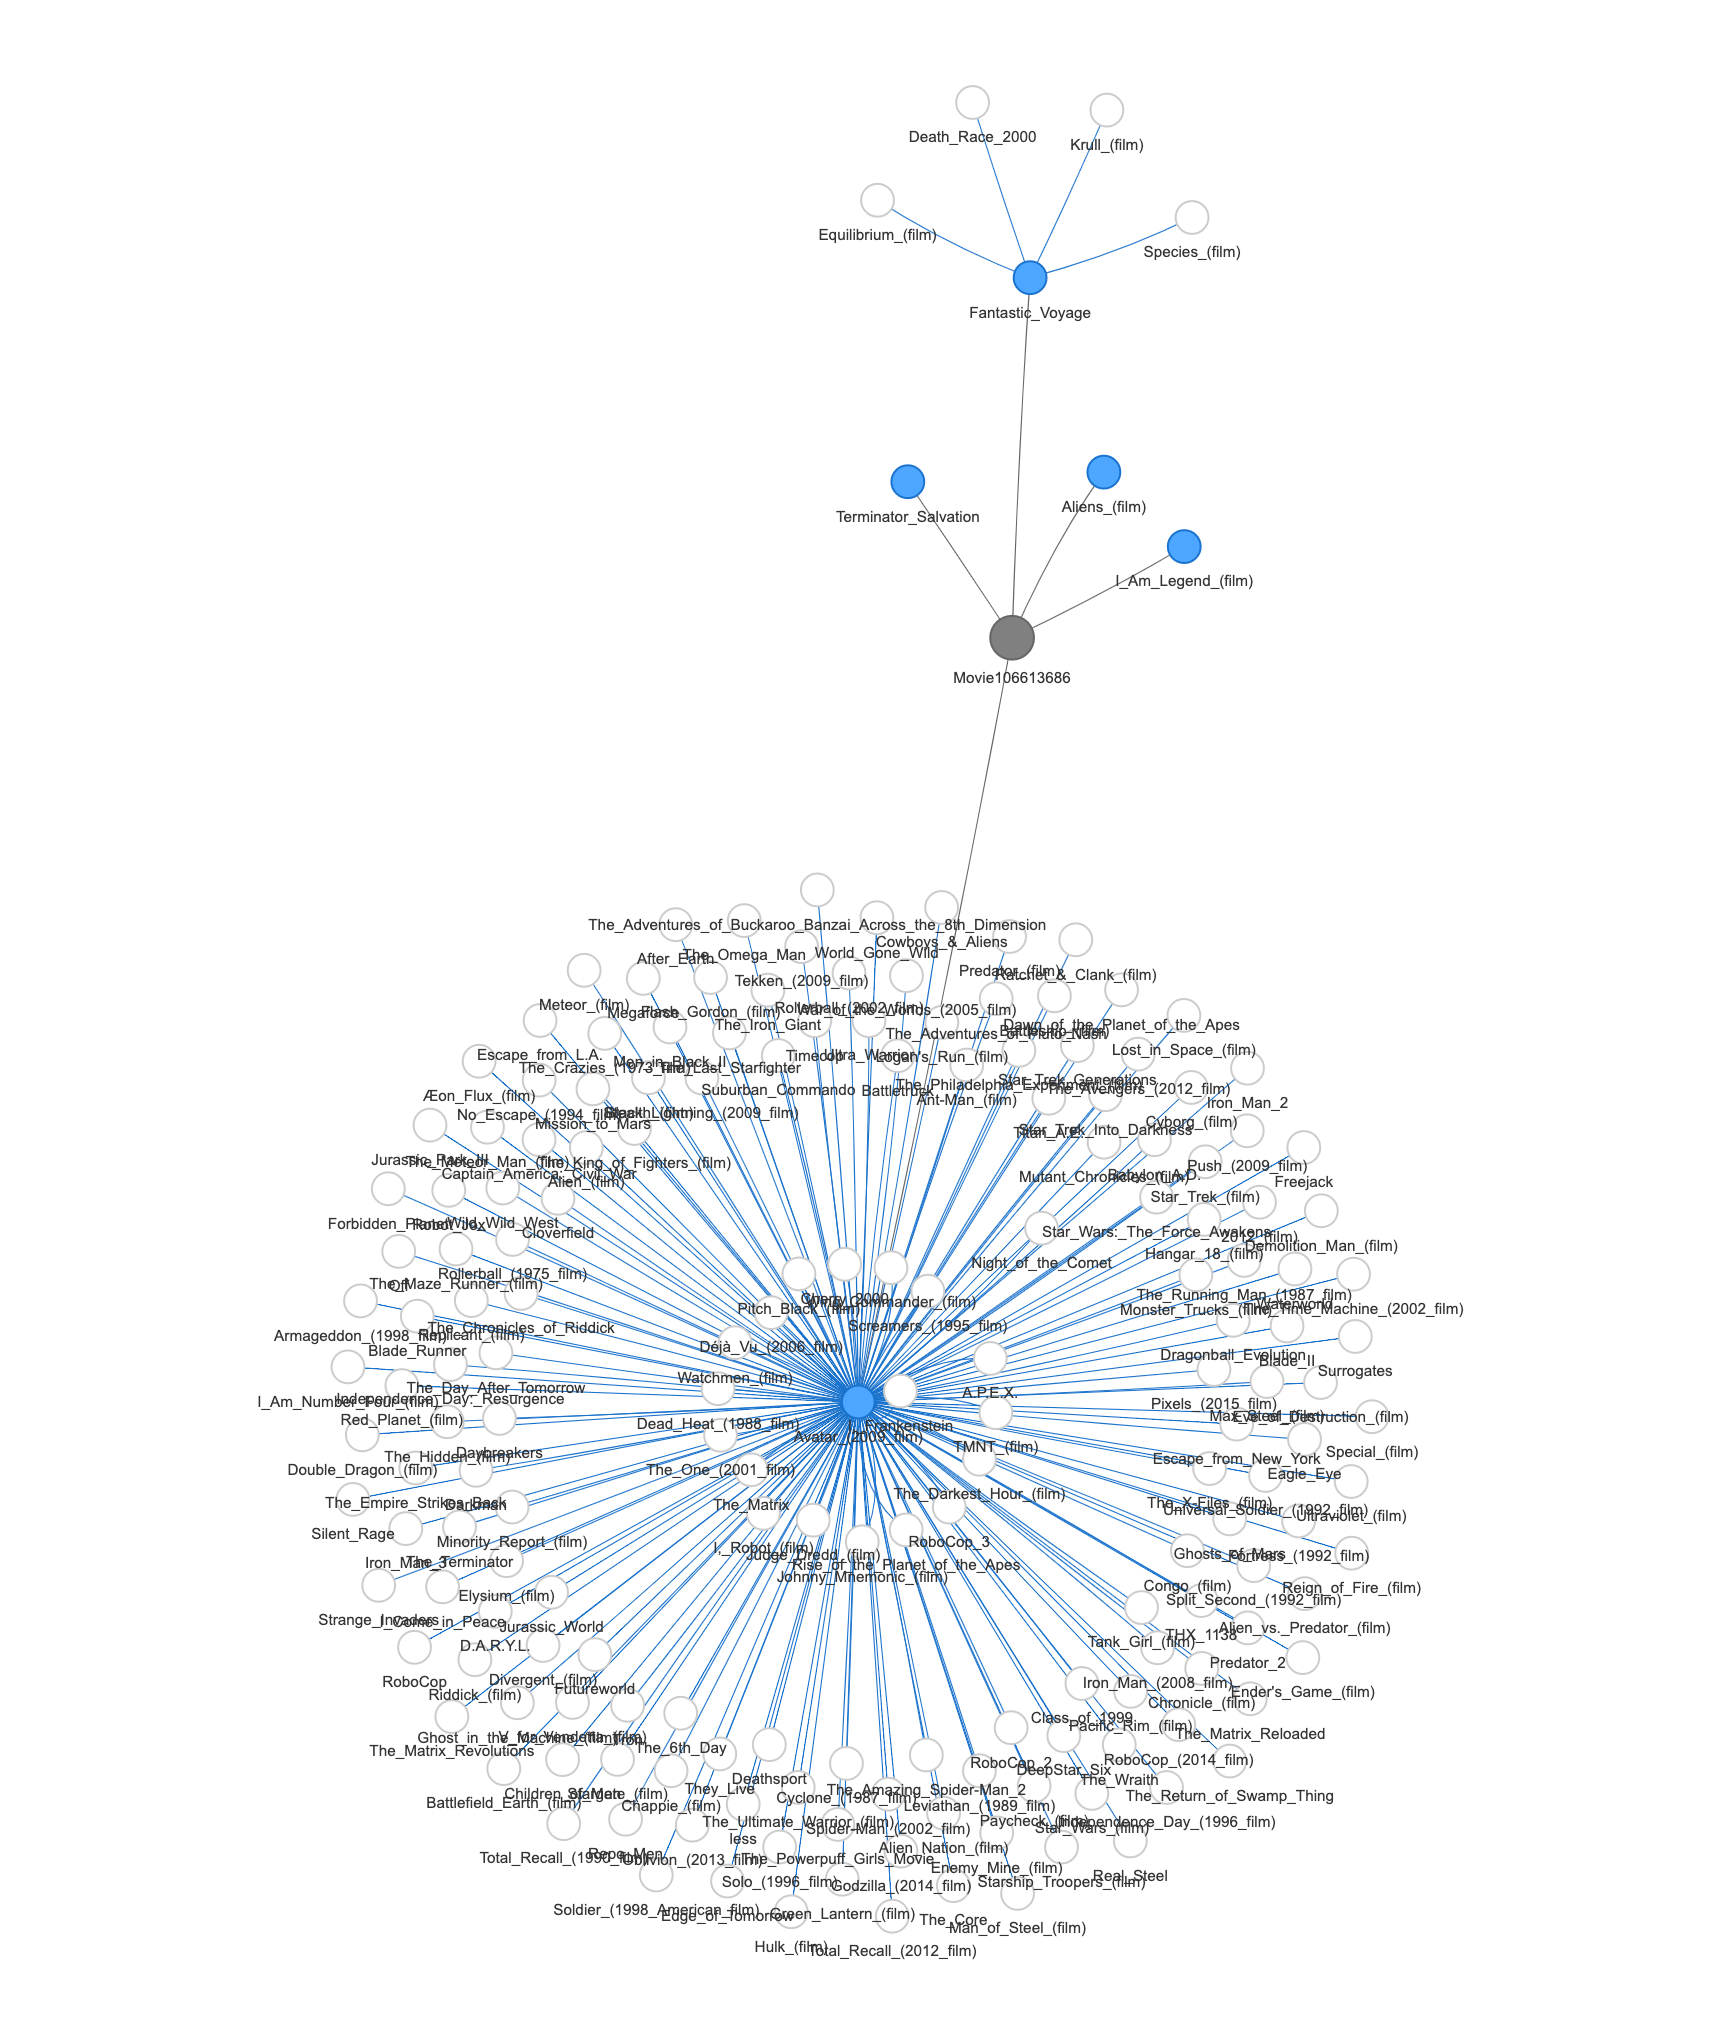 Death_Race_2000
Krull_(film)
Equilibrium_(film)
Species_(film)
Fantastic_Voyage
Terminator_Salvation
Aliens_(film)
I_Am_Legend_(film)
Movie106613686
The_Adventures_of_Buckaroo_Banzai_Across_the_8th_Dimension
Cowboys_&_Aliens
After_Earth
The_Omega_Man
World_Gone_Wild
Predator_(film)
Ratchet_&_Clank_(film)
Tekken_(2009_film)
Meteor_(film)
Megaforce
Flash_Gordon_(film)
Rollerball_(2002_film)
War_of_the_Worlds_(2005_film)
The_Iron_Giant
Dawn_of_the_Planet_of_the_Apes
Battleship_(film)
The_Adventures_of_Pluto_Nash
Lost_in_Space_(film)
Escape_from_L.A.
The_Crazies_(1973_film)
Men_in_Black_II
The_Last_Starfighter
Timecop
Ultra_Warrior
Logan's_Run_(film)
Star_Trek_Generations
The_Philadelphia_Experiment_(film)
The_Avengers_(2012_film)
Suburban_Commando
Battletruck
Ant-Man_(film)
Æon_Flux_(film)
Iron_Man_2
No_Escape_(1994_film)
Black_Lightning_(2009_film)
Mission_to_Mars
Cyborg_(film)
Titan_A.E.
Star_Trek_Into_Darkness
Jurassic_Park_III
The_Meteor_Man_(film)
The_King_of_Fighters_(film)
Captain_America:_Civil_War
Alien_(film)
Push_(2009_film)
Mutant_Chronicles_(film)
Babylon_A.D.
Freejack
Star_Trek_(film)
Forbidden_Planet
Robot_Jox
Wild_Wild_West
Cloverfield
Star_Wars:_The_Force_Awakens
2012_(film)
Demolition_Man_(film)
Hangar_18_(film)
Night_of_the_Comet
Rollerball_(1975_film)
The_Maze_Runner_(film)
The_Running_Man_(1987_film)
Waterworld
Cherry_2000
Wing_Commander_(film)
Pitch_Black_(film)
Monster_Trucks_(film)
The_Time_Machine_(2002_film)
Screamers_(1995_film)
The_Chronicles_of_Riddick
Armageddon_(1998_film)
Replicant_(film)
Déjà_Vu_(2006_film)
Blade_Runner
Dragonball_Evolution
Blade_II
Surrogates
Watchmen_(film)
The_Day_After_Tomorrow
Independence_Day:_Resurgence
I_Am_Number_Four_(film)
A.P.E.X.
Pixels_(2015_film)
Max_Steel_(film)
Eye_of_Destruction_(film)
Red_Planet_(film)
Dead_Heat_(1988_film)
I,_Frankenstein
Avatar_(2009_film)
TMNT_(film)
Special_(film)
Daybreakers
The_Hidden_(film)
Escape_from_New_York
Double_Dragon_(film)
The_One_(2001_film)
Eagle_Eye
The_Darkest_Hour_(film)
The_Empire_Strikes_Back
Darkman
The_Matrix
The_X-Files_(film)
Universal_Soldier_(1992_film)
Ultraviolet_(film)
Silent_Rage
Minority_Report_(film)
RoboCop_3
I,_Robot_(film)
Judge_Dredd_(film)
Ghosts_of_Mars
Fortress_(1992_film)
Iron_Man_3
The_Terminator
Rise_of_the_Planet_of_the_Apes
Johnny_Mnemonic_(film)
Congo_(film)
Reign_of_Fire_(film)
Elysium_(film)
Split_Second_(1992_film)
Strange_Invaders
I_Come_in_Peace
Jurassic_World
Alien_vs._Predator_(film)
THX_1138
Tank_Girl_(film)
D.A.R.Y.L.
Predator_2
RoboCop
Divergent_(film)
Iron_Man_(2008_film)
Riddick_(film)
Futureworld
Ender's_Game_(film)
Chronicle_(film)
Class_of_1999
Pacific_Rim_(film)
The_Matrix_Reloaded
Ghost_in_the_Machine_(film)
V_for_Vendetta_(film)
Tron
The_6th_Day
The_Matrix_Revolutions
RoboCop_(2014_film)
RoboCop_2
DeepStar_Six
Deathsport
The_Wraith
They_Live
The_Amazing_Spider-Man_2
Children_of_Men
Stargate_(film)
Cyclone_(1987_film)
The_Return_of_Swamp_Thing
Battlefield_Earth_(film)
Chappie_(film)
Leviathan_(1989_film)
The_Ultimate_Warrior_(film)
Paycheck_(film)
Independence_Day_(1996_film)
Spider-Man_(2002_film)
Star_Wars_(film)
less
Alien_Nation_(film)
Repo_Men
Total_Recall_(1990_film)
Oblivion_(2013_film)
The_Powerpuff_Girls_Movie
Enemy_Mine_(film)
Real_Steel
Solo_(1996_film)
Godzilla_(2014_film)
Starship_Troopers_(film)
Soldier_(1998_American_film)
Edge_of_Tomorrow
Green_Lantern_(film)
The_Core
Man_of_Steel_(film)
Hulk_(film)
Total_Recall_(2012_film)